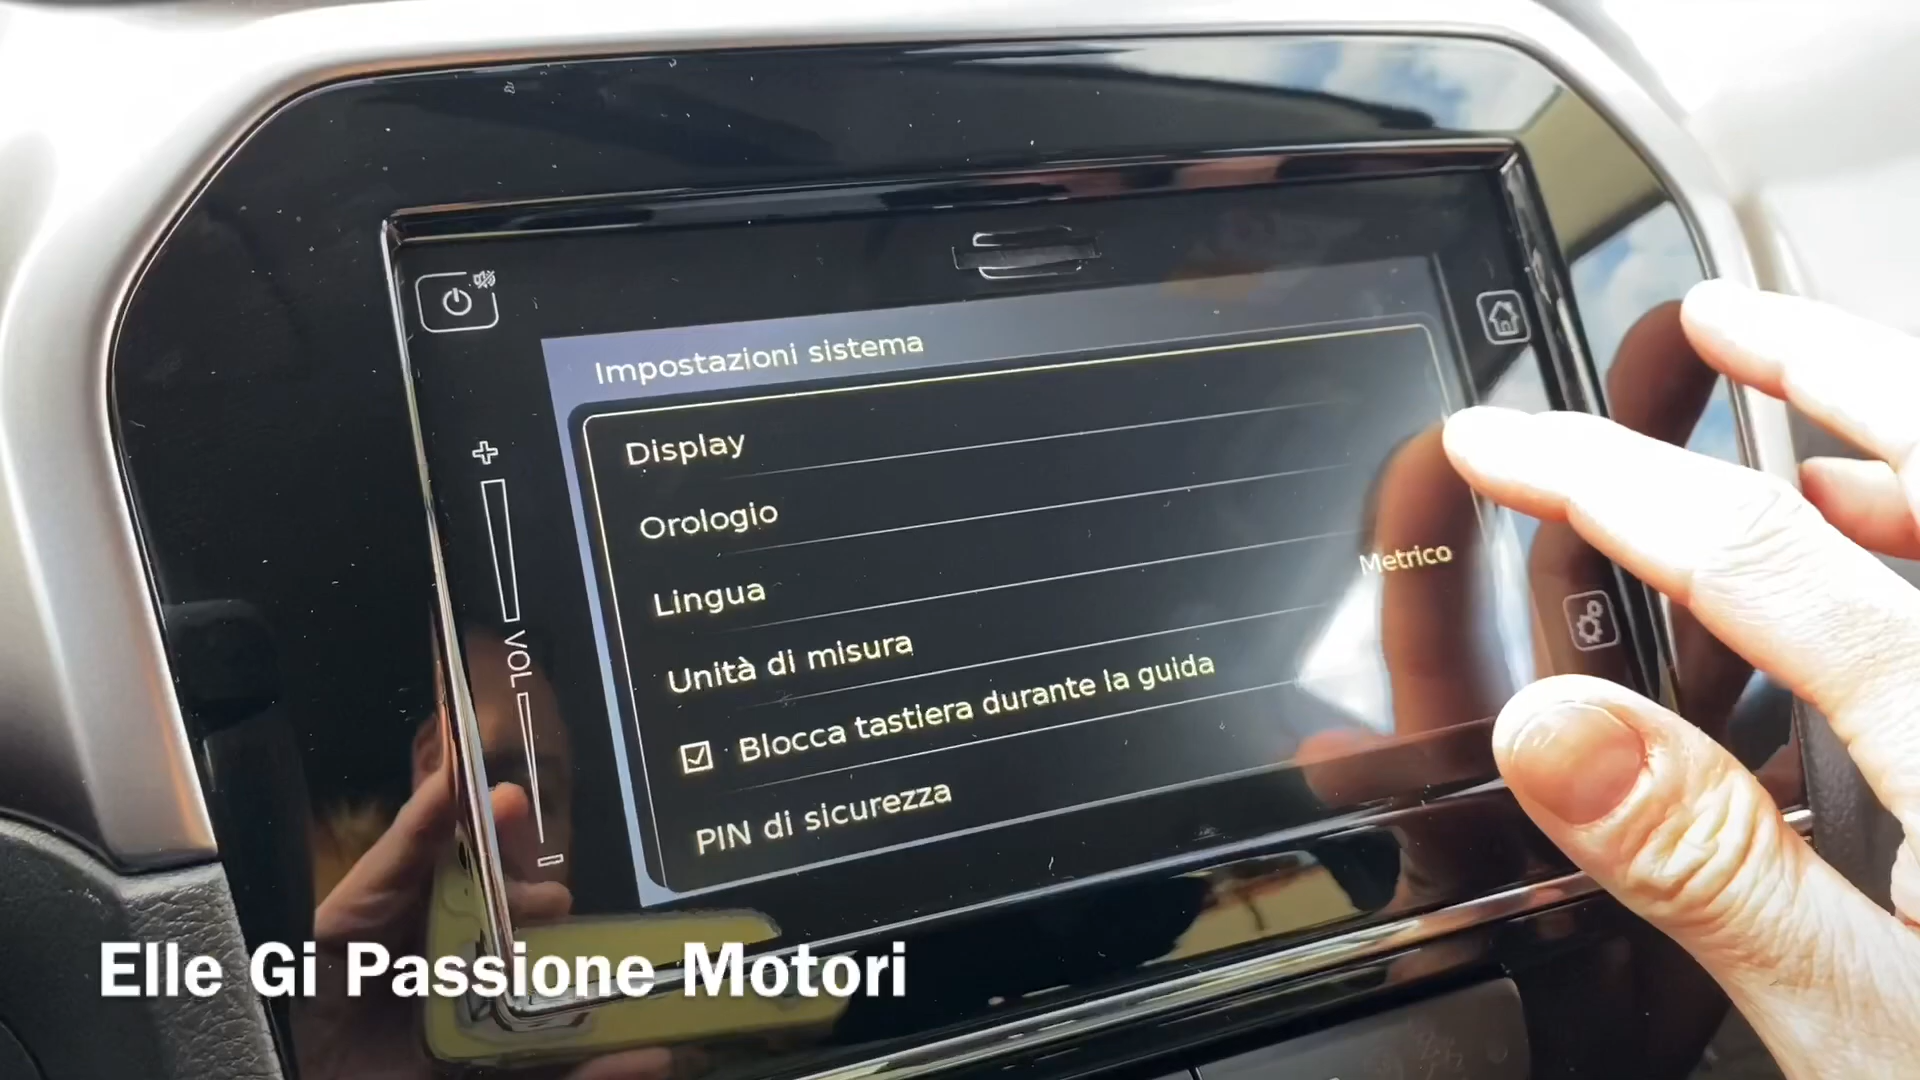 Impostazioni sistema
Display
Orologio
Lingua
Unità di misura
Metrico
Blocca tastiera durante la guida
PIN di sicurezza
VOL
Elle Gi Passione Motori